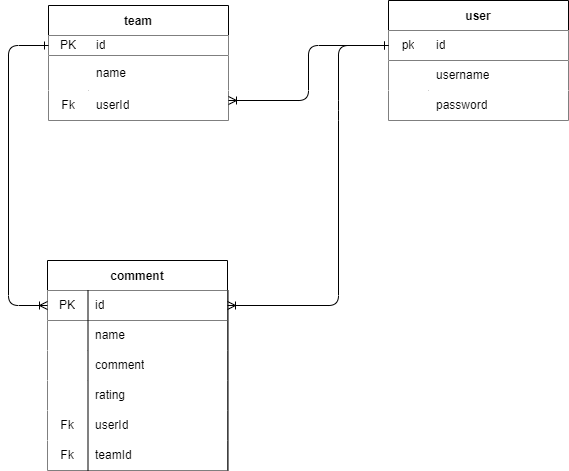 team
PK id
name
Fk userId
user
pk id
username
password
comment
PK id
name
comment
rating
Fk userId
Fk teamId